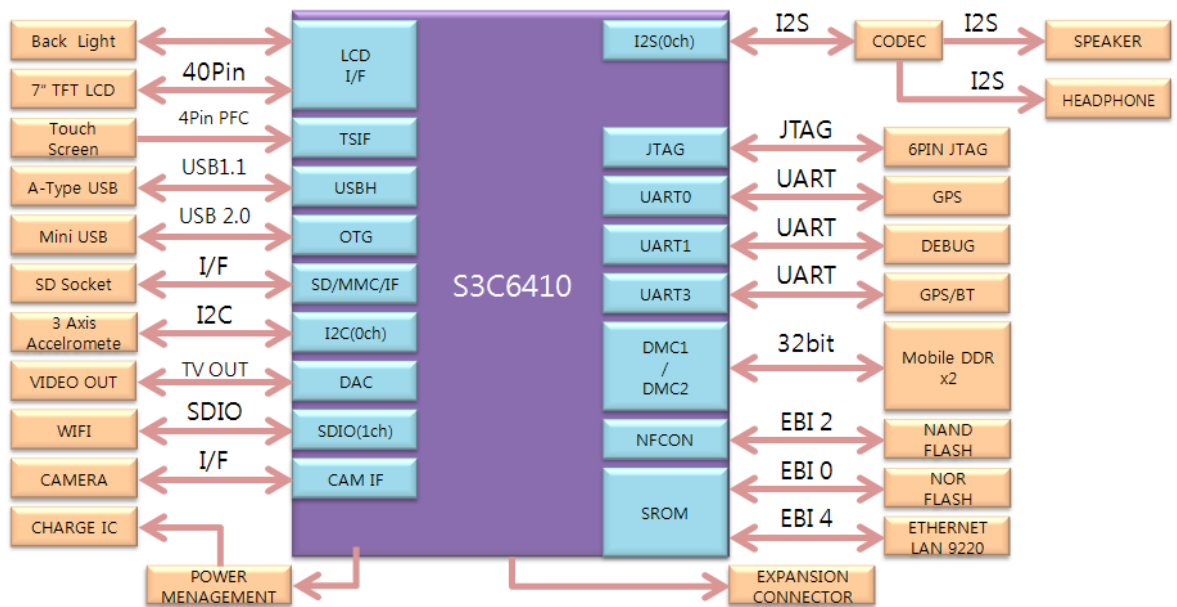 Back Light
7" TFT LCD
Touch
Screen
A-Type USB
Mini USB
SD Socket
3 Axis
Accelromete
VIDEO OUT
WIFI
CAMERA
CHARGE IC
POWER
MENAGEMENT
40Pin
4Pin PFC
USB1.1
USB 2.0
I/F
I2C
TV OUT
SDIO
I/F
LCD
I/F
TSIF
USBH
OTG
SD/MMC/IF
I2C(0ch)
DAC
SDIO(1ch)
CAM IF
S3C6410
I2S(0ch)
JTAG
UART0
UART1
UART3
DMC1
/
DMC2
NFCON
SROM
I2S
JTAG
UART
UART
UART
32bit
EBI 2
EBI 0
EBI 4
CODEC
I2S
I2S
SPEAKER
HEADPHONE
6PIN JTAG
GPS
DEBUG
GPS/BT
Mobile DDR
x2
NAND
FLASH
NOR
FLASH
ETHERNET
LAN 9220
EXPANSION
CONNECTOR